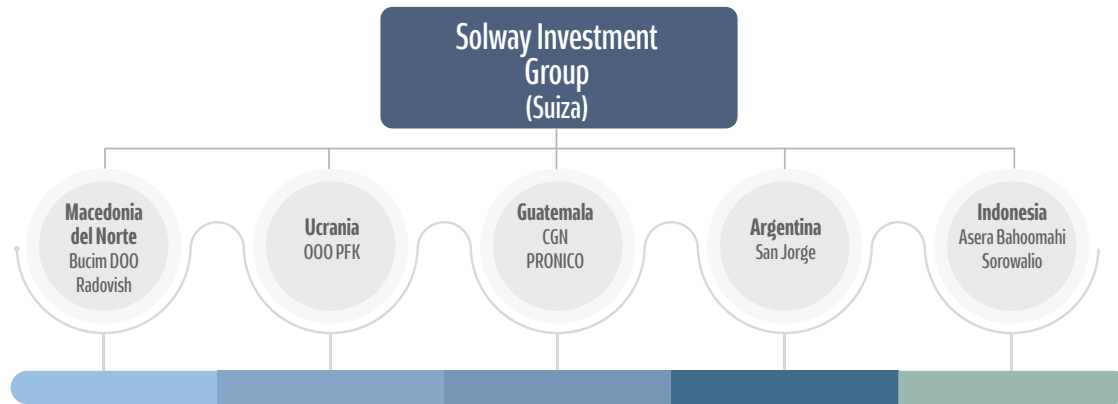 Solway Investment
Group
(Suiza)
Macedonia
del Norte
Bucim DOO
Radovish
Ucrania
OOO PFK
Guatemala
CGN
PRONICO
Argentina
San Jorge
Indonesia
Asera Bahoomahi
Sorowalio